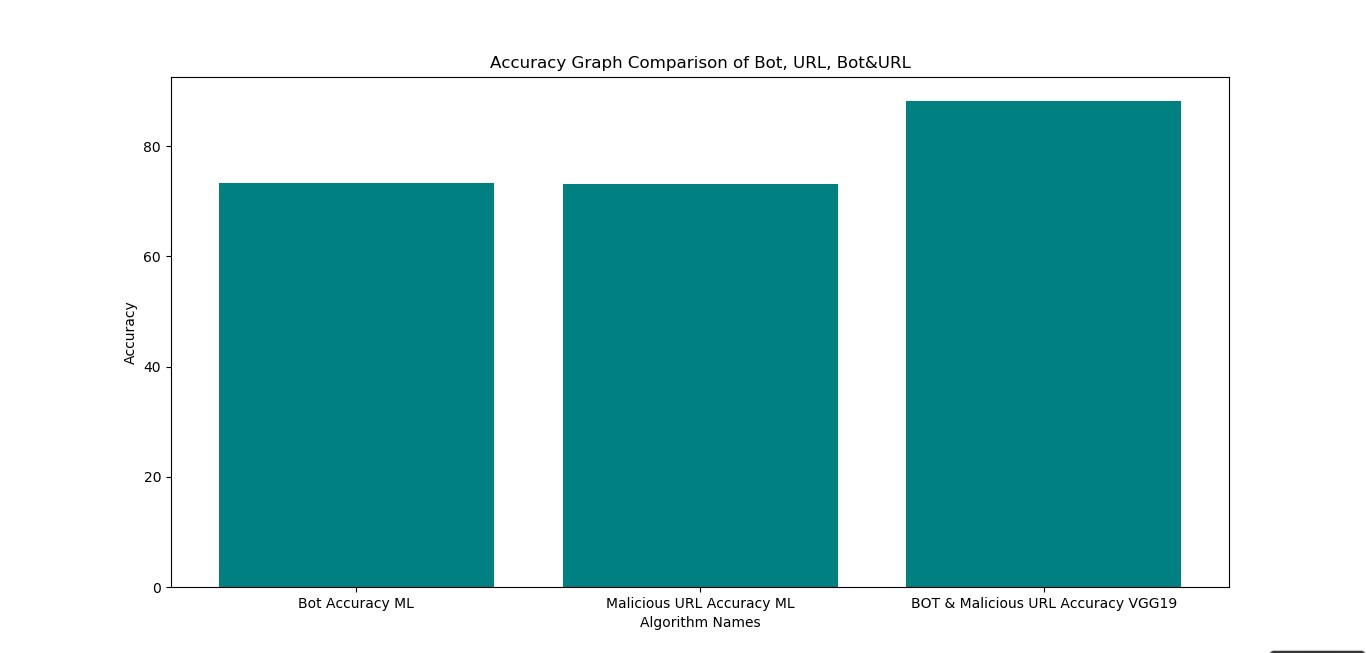 Accuracy Graph Comparison of Bot, URL, Bot&URL
80
60
40
20
0
Accuracy
Bot Accuracy ML
Malicious URL Accuracy ML
BOT & Malicious URL Accuracy VGG19
Algorithm Names